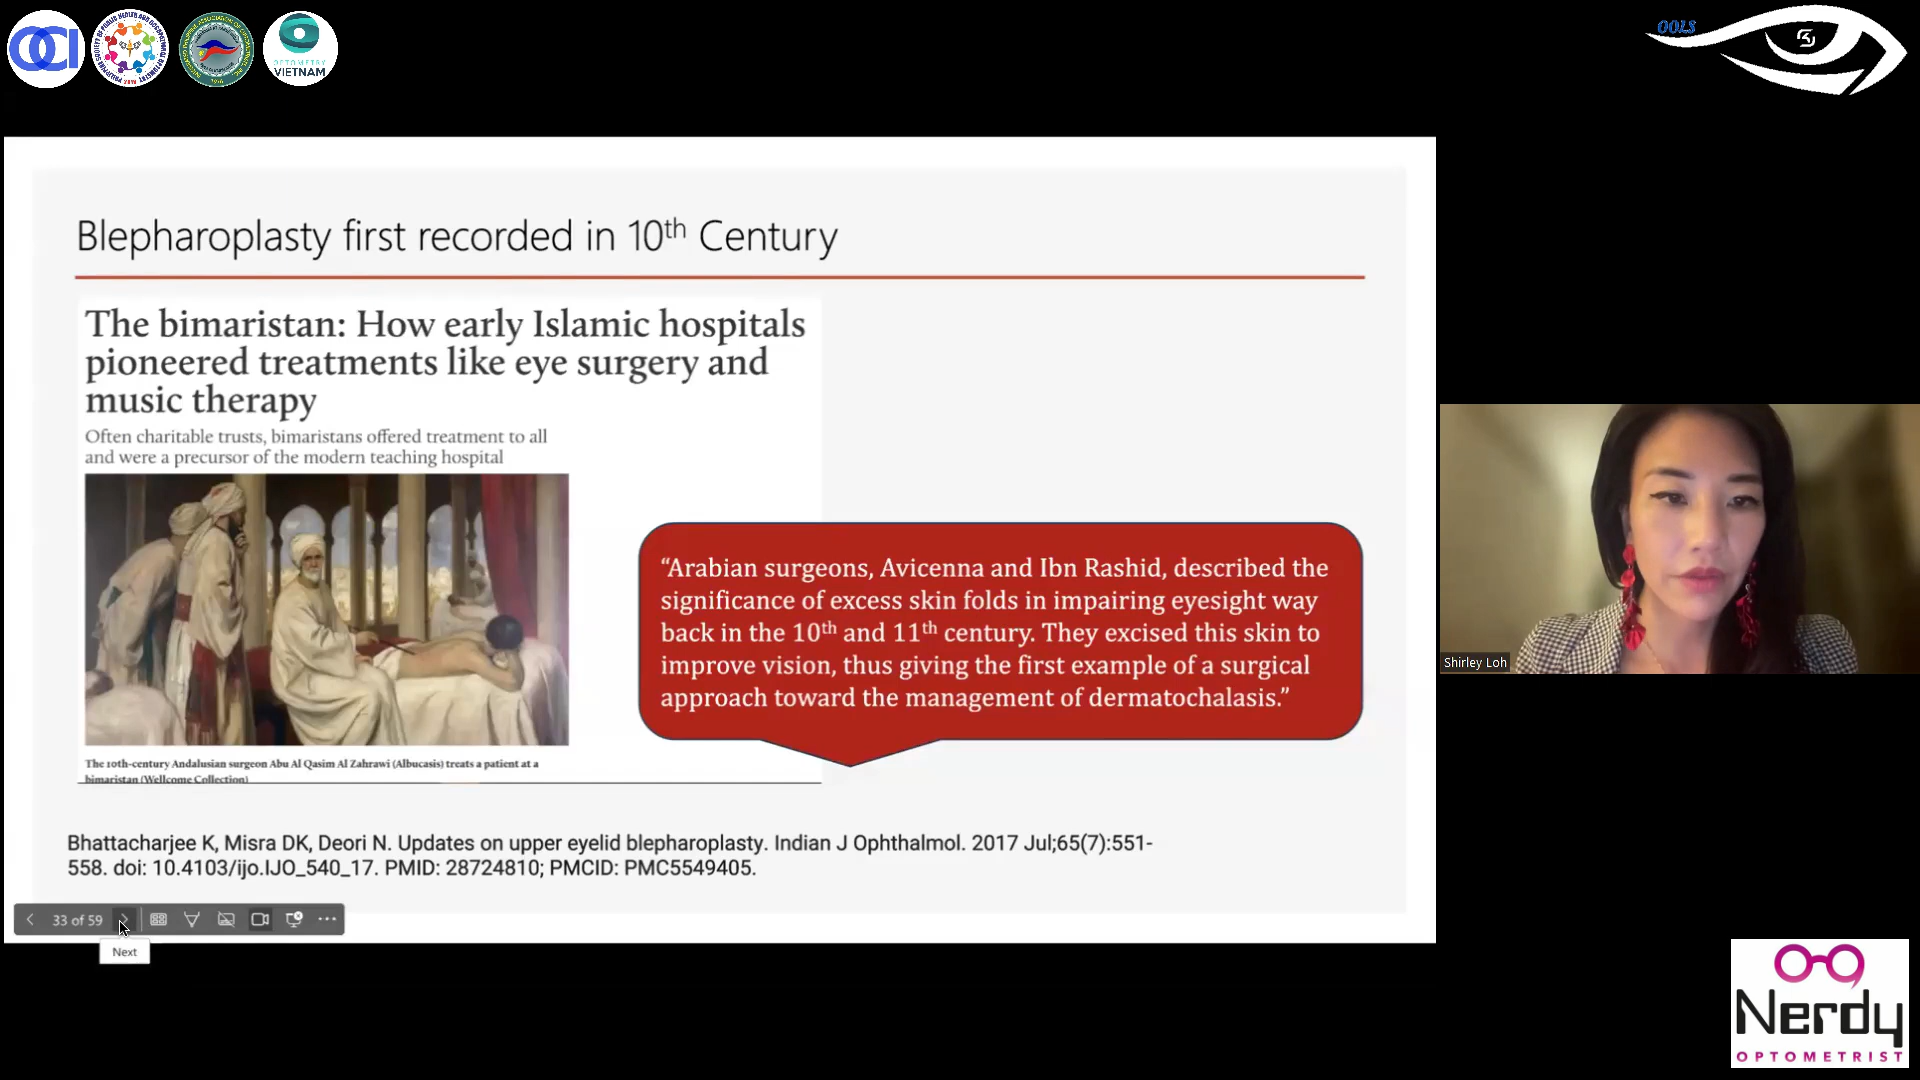 OCI
OPTOMETRY
VIETNAM
OOLS
Blepharoplasty first recorded in 10th Century
The bimaristan: How early Islamic hospitals
pioneered treatments like eye surgery and
music therapy
Often charitable trusts, bimaristans offered treatment to all
and were a precursor of the modern teaching hospital
“Arabian surgeons, Avicenna and Ibn Rashid, described the
significance of excess skin folds in impairing eyesight way
back in the 10th and 11th century. They excised this skin to
improve vision, thus giving the first example of a surgical
approach toward the management of dermatochalasis.”
The 10th-century Andalusian surgeon Abu Al Qasim Al Zahrawi (Albucasis) treats a patient at a
bimaristan (Wellcome Collection)
Bhattacharjee K, Misra DK, Deori N. Updates on upper eyelid blepharoplasty. Indian J Ophthalmol. 2017 Jul;65(7):551-
558. doi: 10.4103/ijo.IJO_540_17. PMID: 28724810; PMCID: PMC5549405.
33 of 59
Next
Shirley Loh
Nerdy
OPTOMETRIST